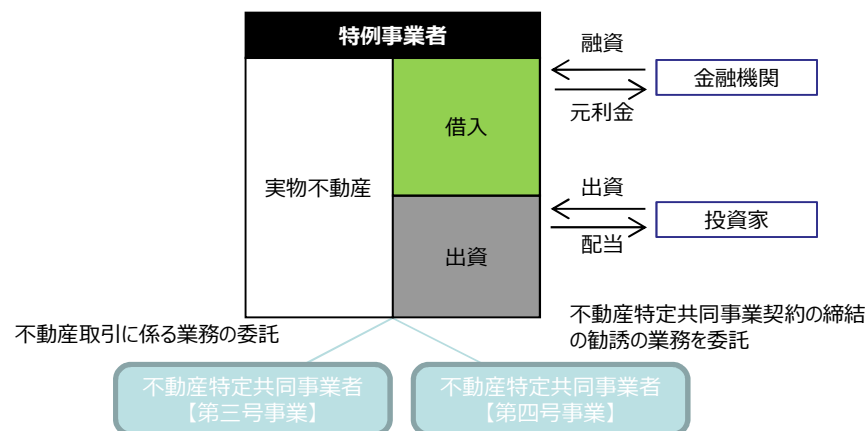 特例事業者
融資
金融機関
元利金
借入
実物不動産
出資
投資家
配当
出資
不動産取引に係る業務の委託
不動産特定共同事業契約の締結
の勧誘の業務を委託
不動産特定共同事業者
【第三号事業】
不動産特定共同事業者
【第四号事業】